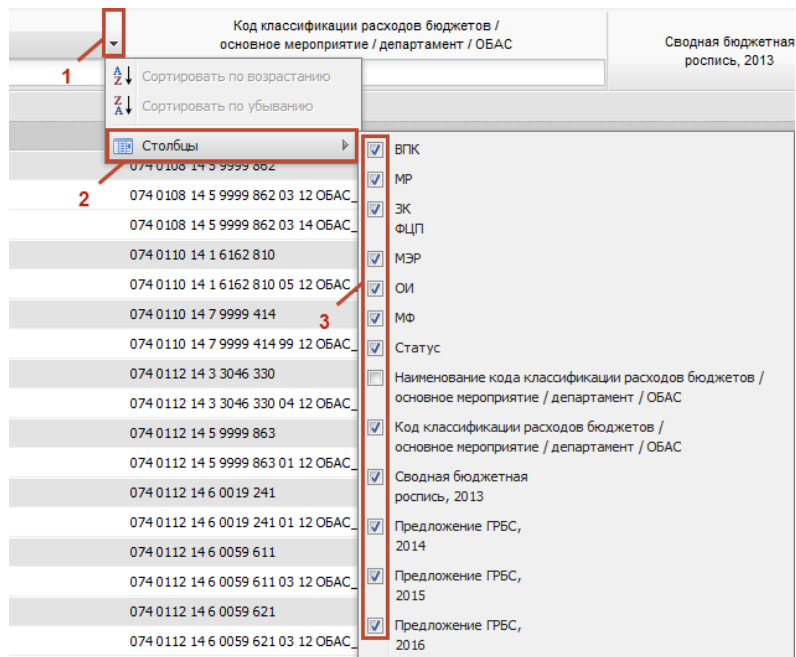 Код классификации расходов бюджетов /
основное мероприятие / департамент / ОБАС
Сводная бюджетная
роспись, 2013
1
Сортировать по возрастанию
Сортировать по убыванию
Столбцы
2
074 0108 14 5 9999 862
074 0108 14 5 9999 862 03 12 ОБАС_
074 0108 14 5 9999 862 03 14 ОБАС_
074 0110 14 1 6162 810
074 0110 14 1 6162 810 05 12 ОБАС_
074 0110 14 7 9999 414
074 0110 14 7 9999 414 99 12 ОБАС_
074 0112 14 3 3046 330
074 0112 14 3 3046 330 04 12 ОБАС_
074 0112 14 5 9999 863
074 0112 14 5 9999 863 01 12 ОБАС_
074 0112 14 6 0019 241
074 0112 14 6 0019 241 01 12 ОБАС_
074 0112 14 6 0059 611
074 0112 14 6 0059 611 03 12 ОБАС_
074 0112 14 6 0059 621
074 0112 14 6 0059 621 03 12 ОБАС_
3
ВПК
МР
ЗК
ФЦП
МЭР
ОИ
МФ
Статус
Наименование кода классификации расходов бюджетов /
основное мероприятие / департамент / ОБАС
Код классификации расходов бюджетов /
основное мероприятие / департамент / ОБАС
Сводная бюджетная
роспись, 2013
Предложение ГРБС,
2014
Предложение ГРБС,
2015
Предложение ГРБС,
2016